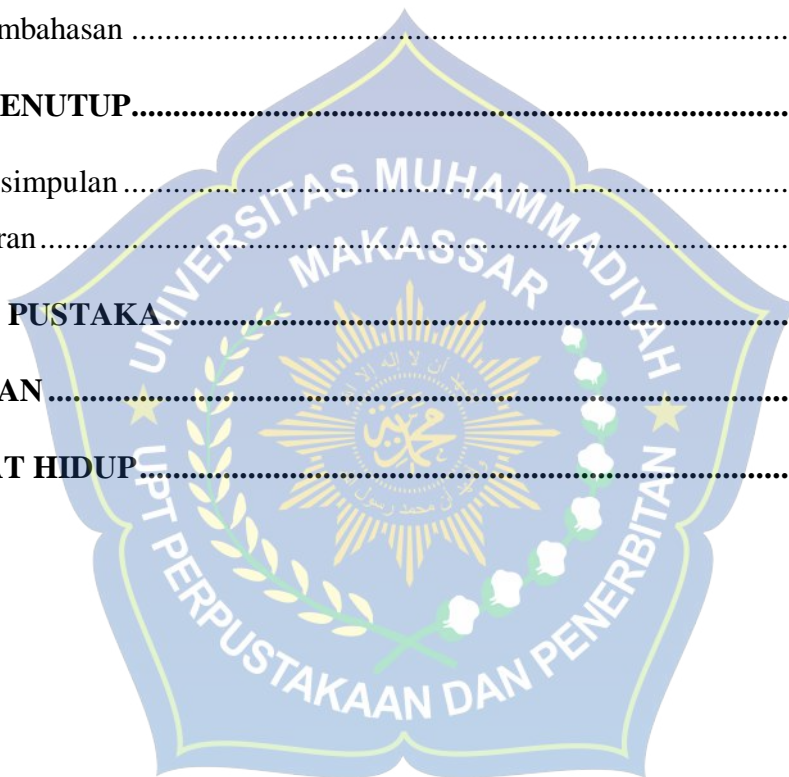 mbahasan ........................................................................................
ENUTUP................................................................................
simpulan ........................................................................................
ran........................................................................................
PUSTAKA................................................................................
AN........................................................................................
AT HIDUP................................................................................
UNIVERSITAS MUHAMMADIYAH
MAKASSAR
UPT PERPUSTAKAAN DAN PENERBITAN